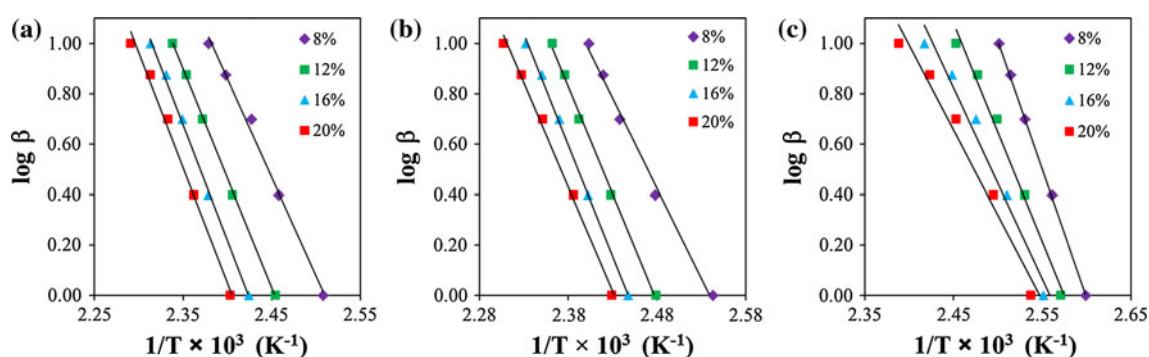 (a)
log β
1.00
0.80
0.60
0.40
0.20
0.00
8%
12%
16%
20%
2.25 2.35 2.45 2.55
1/T × 10³ (K⁻¹)
(b)
log β
1.00
0.80
0.60
0.40
0.20
0.00
8%
12%
16%
20%
2.28 2.38 2.48 2.58
1/T × 10³ (K⁻¹)
(c)
log β
1.00
0.80
0.60
0.40
0.20
0.00
8%
12%
16%
20%
2.35 2.45 2.55 2.65
1/T × 10³ (K⁻¹)